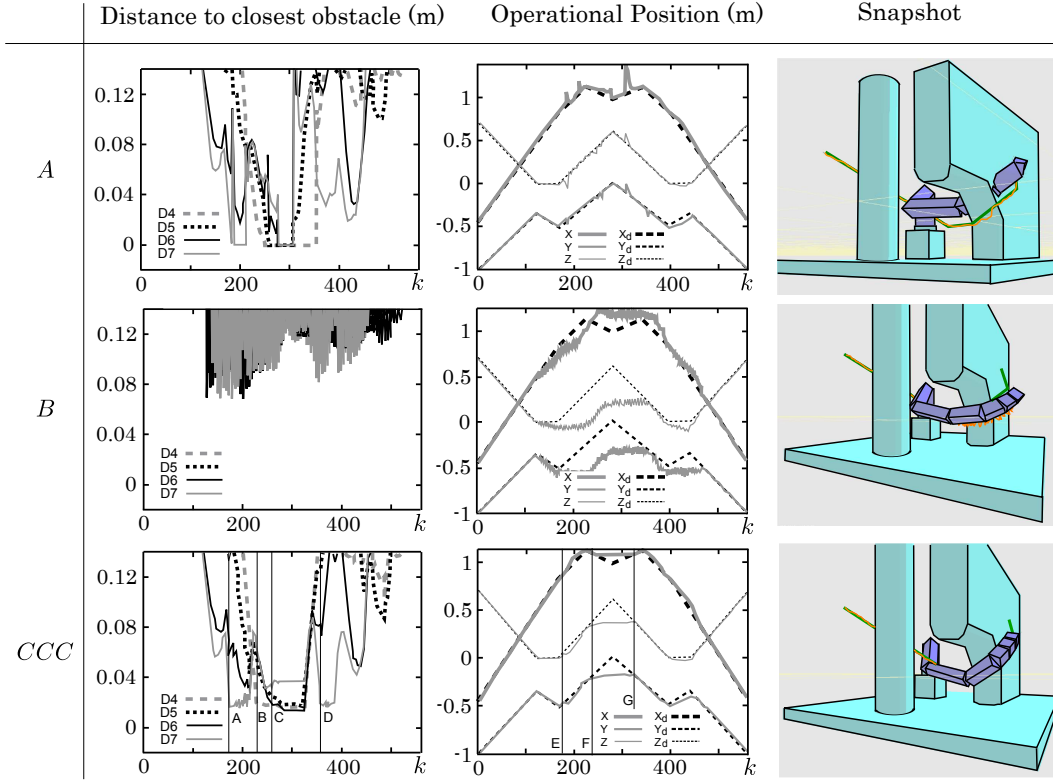 Distance to closest obstacle (m)
Operational Position (m)
Snapshot
A
0.12
0.08
0.04
0
D4
D5
D6
D7
0
200
400
k
1
0.5
0
-0.5
-1
X
Y
Z
Xd
Yd
Zd
0
200
400
k
B
0.12
0.08
0.04
0
D4
D5
D6
D7
0
200
400
k
1
0.5
0
-0.5
-1
X
Y
Z
Xd
Yd
Zd
0
200
400
k
CCC
0.12
0.08
0.04
0
D4
D5
D6
D7
A
B
C
D
0
200
400
k
1
0.5
0
-0.5
-1
E
F
G
X
Y
Z
Xd
Yd
Zd
0
200
400
k